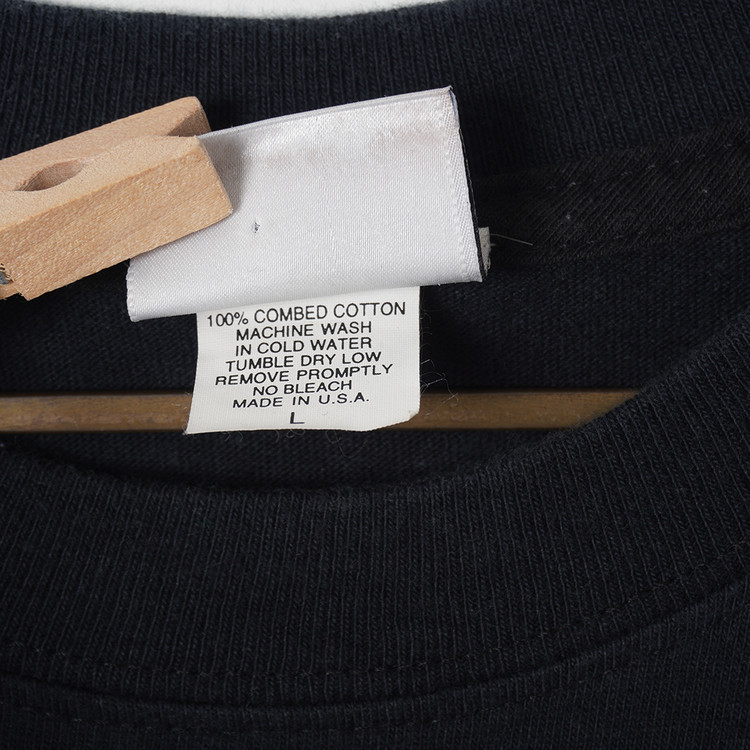 100% COMBED COTTON
MACHINE WASH
IN COLD WATER
TUMBLE DRY LOW
REMOVE PROMPTLY
NO BLEACH
MADE IN U.S.A.
L